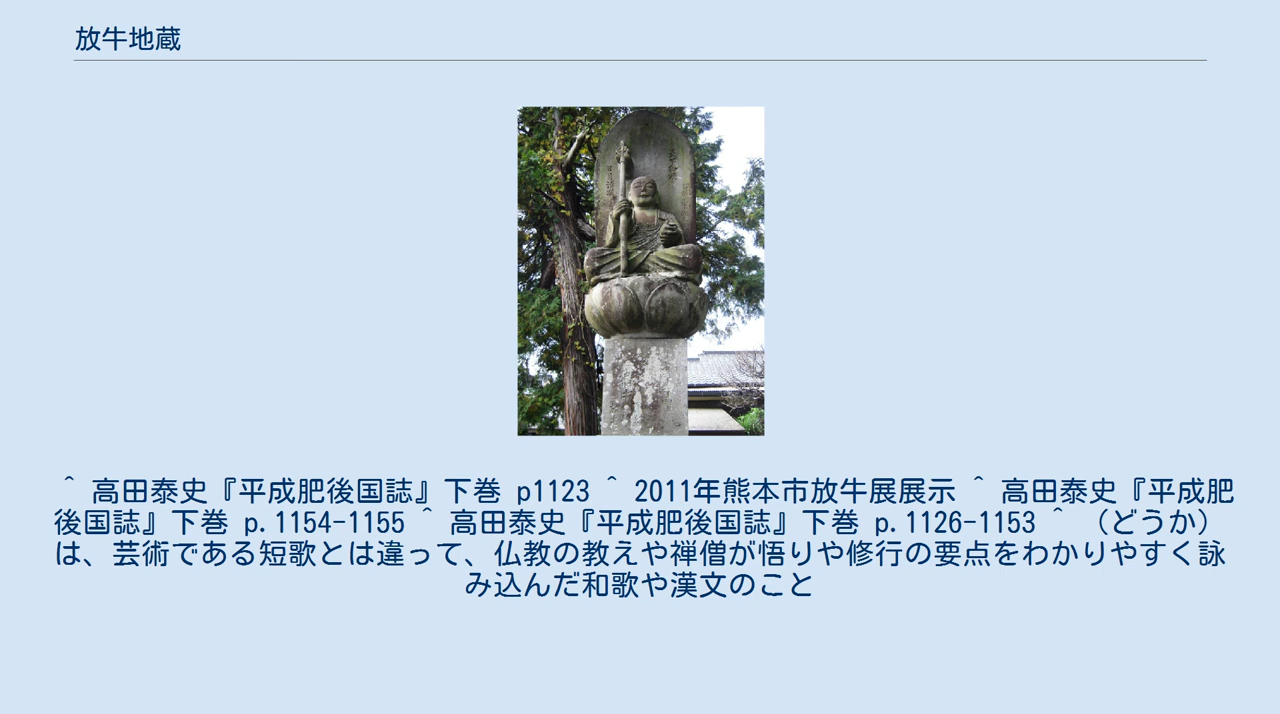 放牛地蔵
^ 高田泰史『平成肥後国誌』下巻 p1123 ^ 2011年熊本市放牛展展示 ^ 高田泰史『平成肥
後国誌』下巻 p.1154-1155 ^ 高田泰史『平成肥後国誌』下巻 p.1126-1153 ^ （どうか）
は、芸術である短歌とは違って、仏教の教えや禅僧が悟りや修行の要点をわかりやすく詠
み込んだ和歌や漢文のこと